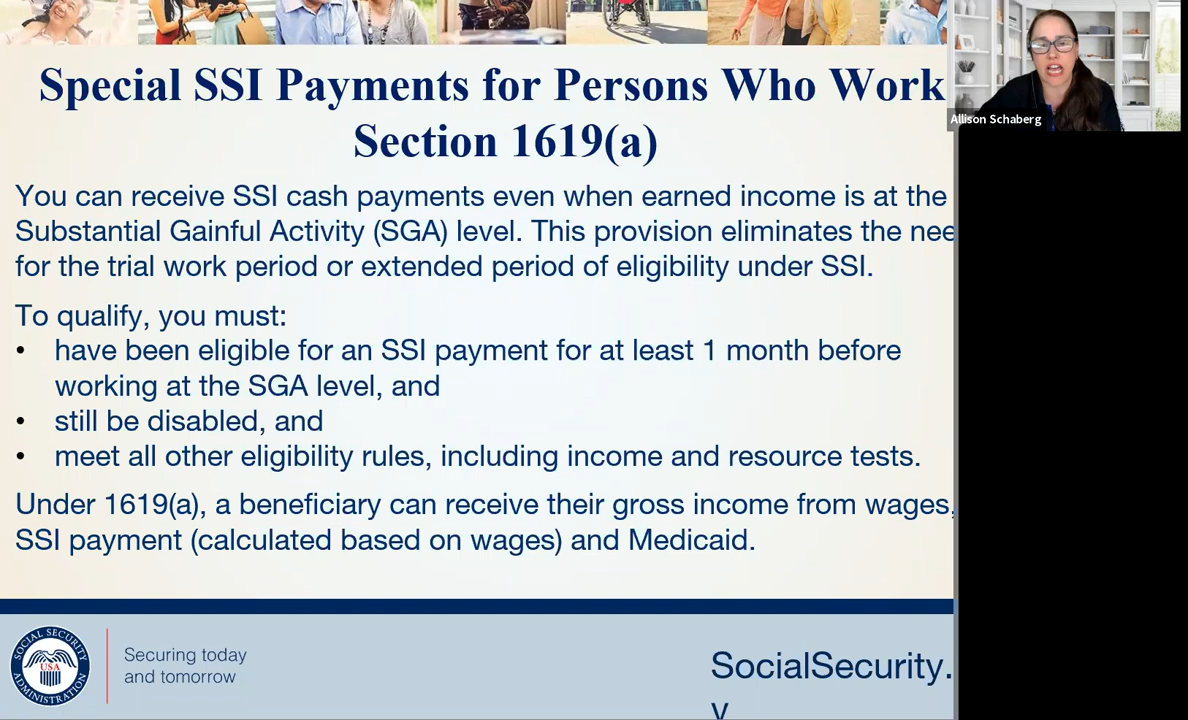 Special SSI Payments for Persons Who Work
Section 1619(a)
Allison Schaberg
You can receive SSI cash payments even when earned income is at the
Substantial Gainful Activity (SGA) level. This provision eliminates the nee
for the trial work period or extended period of eligibility under SSI.
To qualify, you must:
• have been eligible for an SSI payment for at least 1 month before
working at the SGA level, and
• still be disabled, and
• meet all other eligibility rules, including income and resource tests.
Under 1619(a), a beneficiary can receive their gross income from wages,
SSI payment (calculated based on wages) and Medicaid.
SOCIAL SECURITY
USA
ADMINISTRATION
Securing today
and tomorrow
SocialSecurity.
v